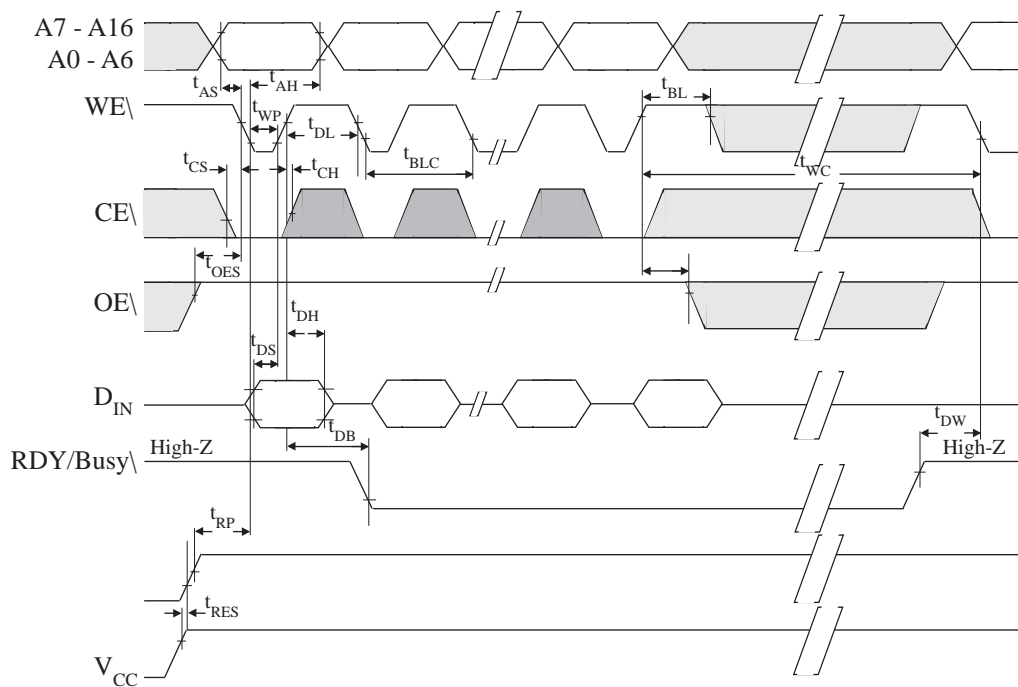 A7 - A16
A0 - A6
tAS
tAH
WE\
tWP
tDL
tBL
tBLC
tWC
tCS
tCH
CE\
tOES
OE\
tDH
tDS
DIN
tDB
tDW
High-Z
High-Z
RDY/Busy\
tRP
tRES
VCC